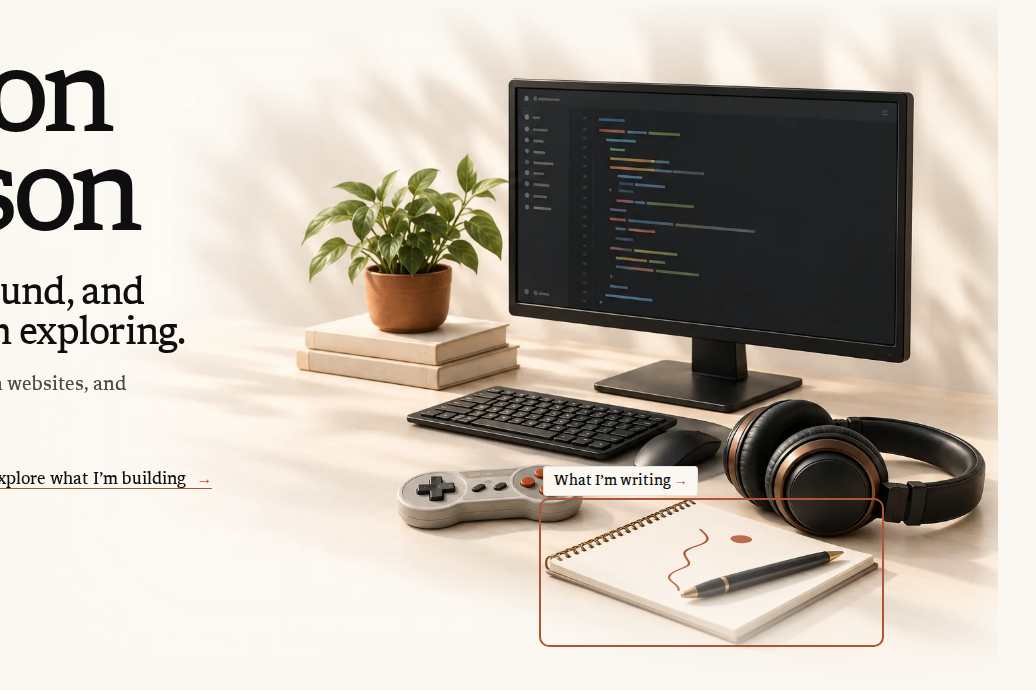 on
son
und, and
n exploring.
websites, and
xplore what I'm building →
What I'm writing →